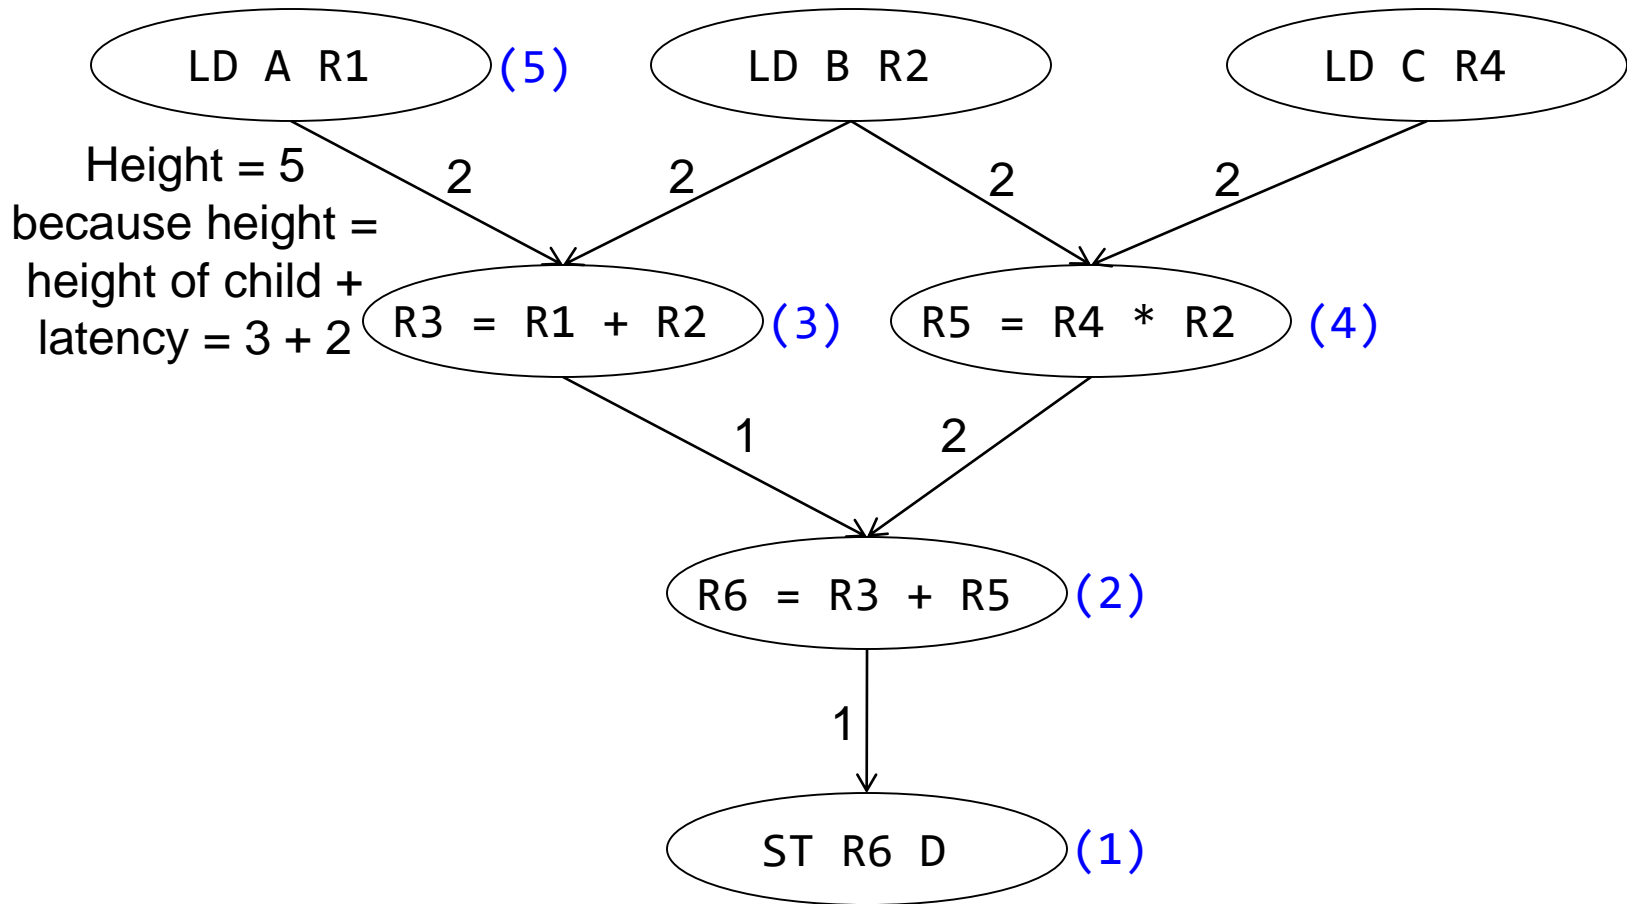 LD A R1 (5)
LD B R2
LD C R4
Height = 5
because height =
height of child +
latency = 3 + 2
2
2
2
2
R3 = R1 + R2 (3)
R5 = R4 * R2 (4)
1
2
R6 = R3 + R5 (2)
1
ST R6 D (1)